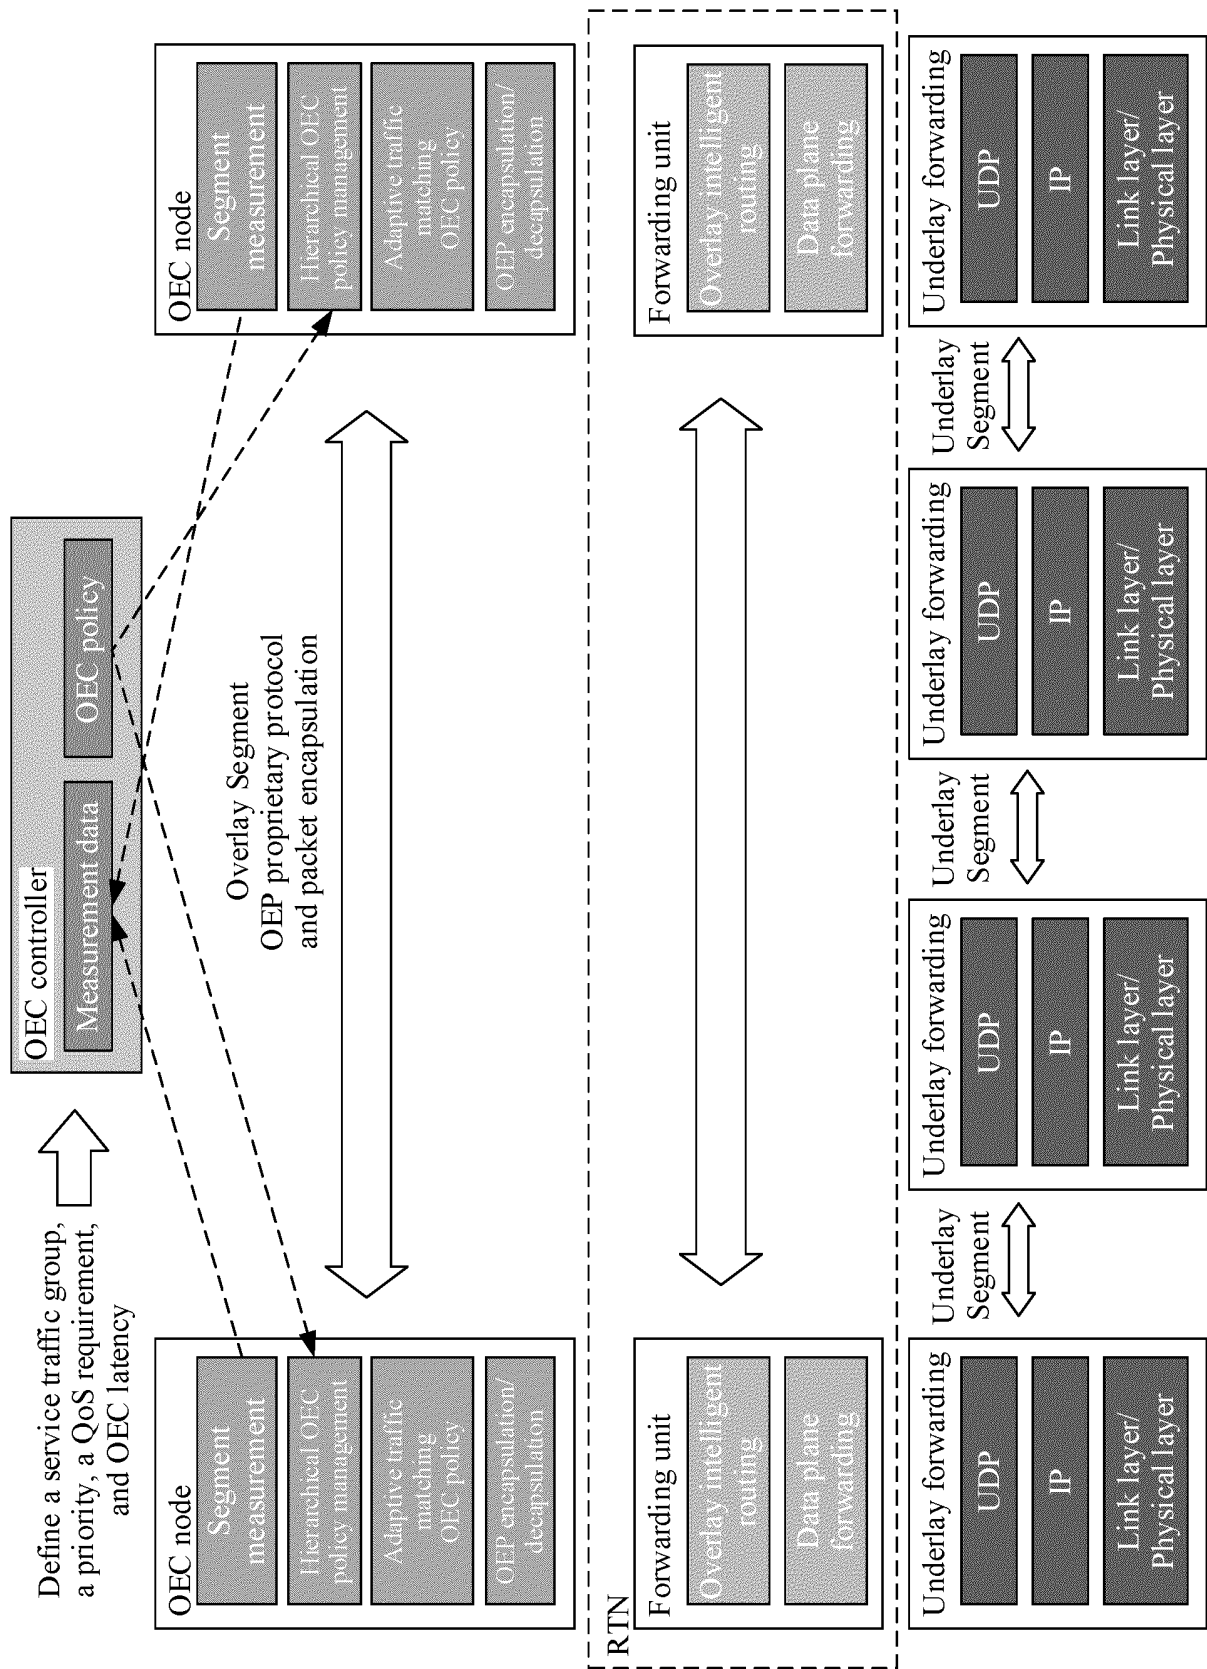 Define a service traffic group,
a priority, a QoS requirement,
and OEC latency
OEC controller
Measurement data
OEC policy
OEC node
Segment
measurement
Hierarchical OEC
policy management
Adaptive traffic
matching
OEC policy
OEP encapsulation/
decapsulation
Overlay Segment
OEP proprietary protocol
and packet encapsulation
OEC node
Segment
measurement
Hierarchical OEC
policy management
Adaptive traffic
matching
OEC policy
OEP encapsulation/
decapsulation
RTN
Forwarding unit
Overlay intelligent
routing
Data plane
forwarding
Forwarding unit
Overlay intelligent
routing
Data plane
forwarding
Underlay forwarding
UDP
IP
Link layer/
Physical layer
Underlay
Segment
Underlay forwarding
UDP
IP
Link layer/
Physical layer
Underlay
Segment
Underlay forwarding
UDP
IP
Link layer/
Physical layer
Underlay
Segment
Underlay forwarding
UDP
IP
Link layer/
Physical layer